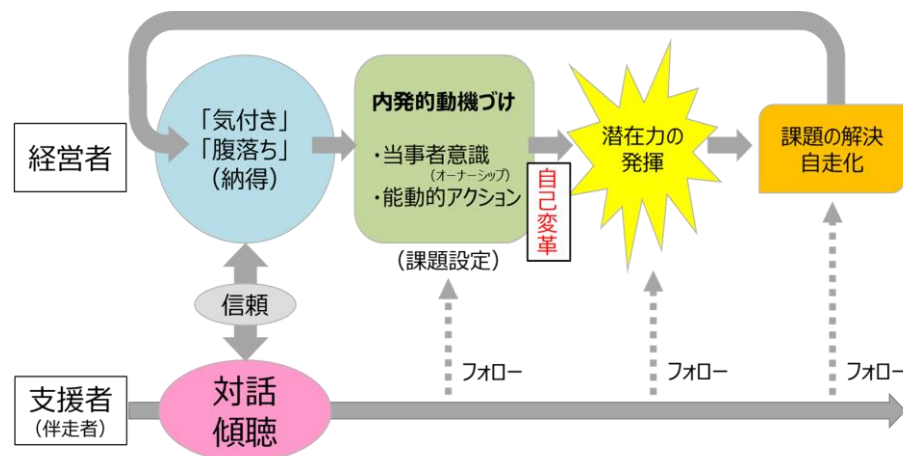 経営者
「気付き」
「腹落ち」
(納得)
内発的動機づけ
・当事者意識
(オーナーシップ)
・能動的アクション
(課題設定)
自己変革
潜在力の
発揮
課題の解決
自走化
信頼
フォロー
フォロー
フォロー
支援者
(伴走者)
対話
傾聴